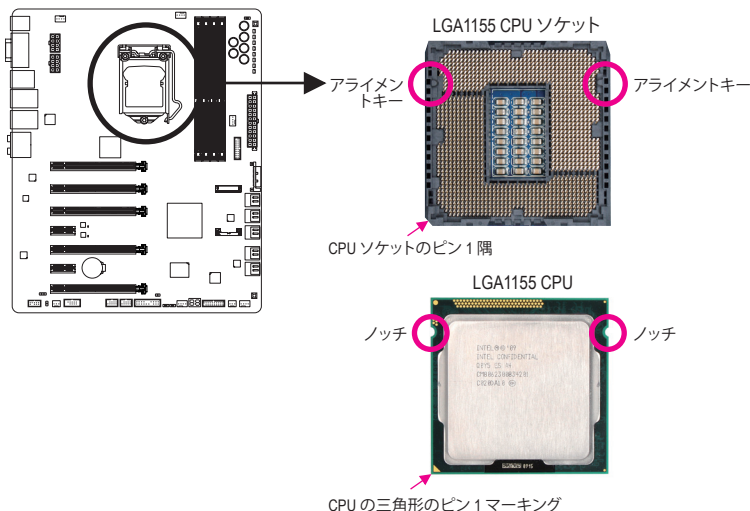 LGA1155 CPU ソケット
アライメン
トキー
アライメントキー
CPU ソケットのピン 1 隅
LGA1155 CPU
ノッチ
ノッチ
INTEL CONFIDENTIAL
CPU の三角形のピン 1 マーキング